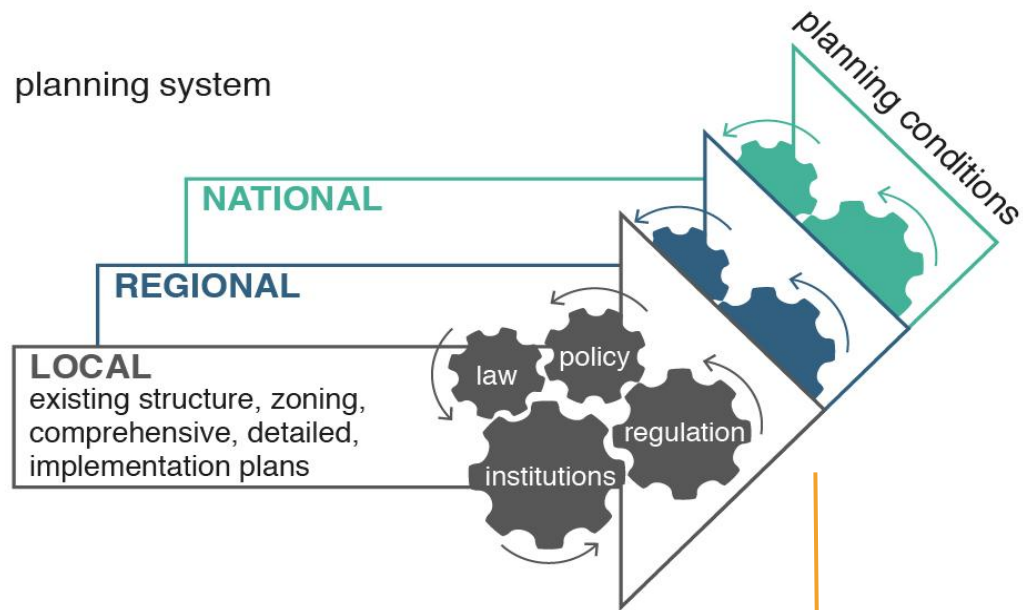 planning system
planning conditions
NATIONAL
REGIONAL
LOCAL
existing structure, zoning,
comprehensive, detailed,
implementation plans
law
policy
regulation
institutions